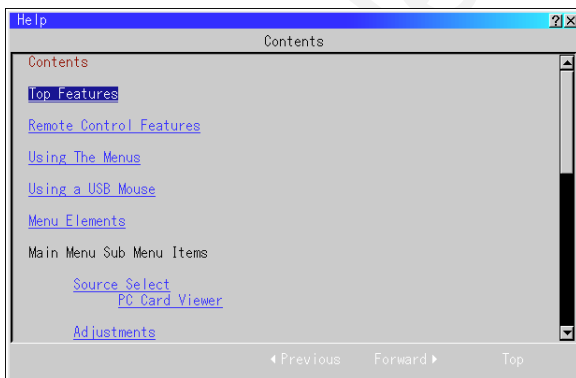 Help
Contents
Contents
Top Features
Remote Control Features
Using The Menus
Using a USB Mouse
Menu Elements
Main Menu Sub Menu Items
Source Select
PC Card Viewer
Adjustments
Previous Forward Top